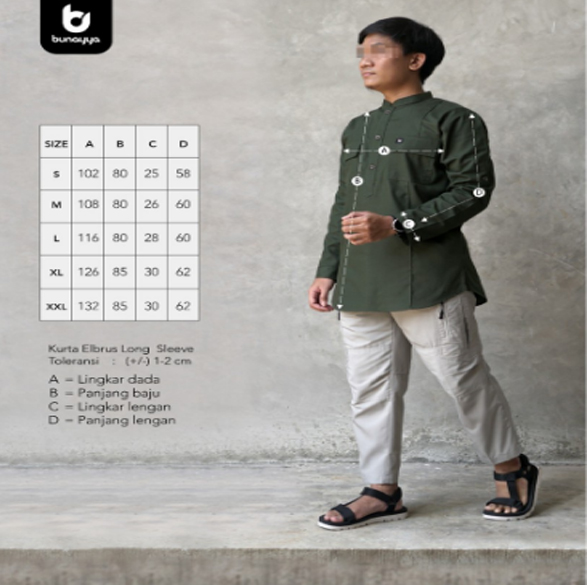 bunayya
SIZE A B C D
S 102 80 25 58
M 108 80 26 60
L 116 80 28 60
XL 126 85 30 62
XXL 132 85 30 62
Kurta Elbrus Long Sleeve
Toleransi : (+/-) 1-2 cm
A = Lingkar dada
B = Panjang baju
C = Lingkar lengan
D = Panjang lengan
A
B
D
C